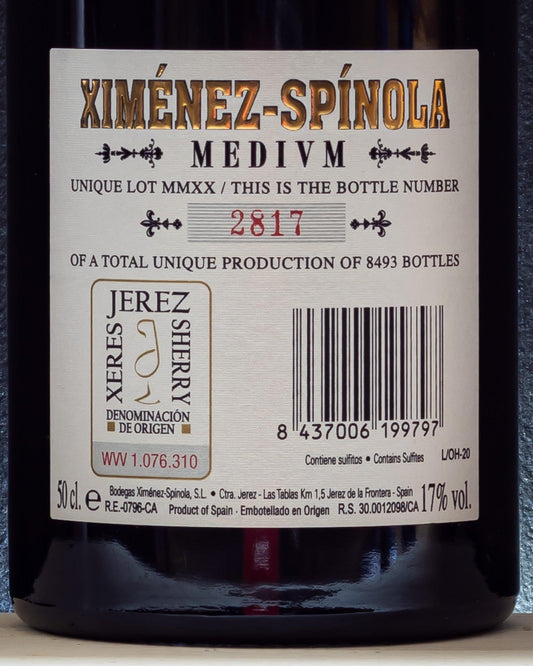 XIMÉNEZ-SPÍNOLA
MEDIVM
UNIQUE LOT MMXX / THIS IS THE BOTTLE NUMBER
2817
OF A TOTAL UNIQUE PRODUCTION OF 8493 BOTTLES
JEREZ
XERES
SHERRY
DENOMINACIÓN
DE ORIGEN
WW 1.076.310
8 437006 199797
Contiene sulfitos • Contains Sulfites
L/OH-20
50 cl. e
Bodegas Ximénez-Spinola, S.L. • Ctra. Jerez - Las Tablas Km 1,5 Jerez de la Frontera - Spain
R.E.-0796-CA Product of Spain - Embotellado en Origen R.S. 30.0012098/CA
17% vol.